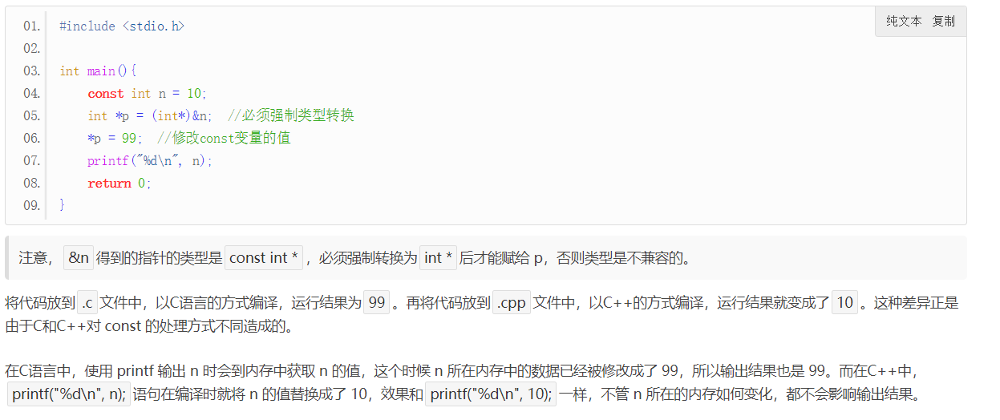 纯文本 复制
01. #include <stdio.h>
02.
03. int main(){
04.     const int n = 10;
05.     int *p = (int*)&n;  //必须强制类型转换
06.     *p = 99;  //修改const变量的值
07.     printf("%d\n", n);
08.     return 0;
09. }
注意，&n 得到的指针的类型是 const int *，必须强制转换为 int * 后才能赋给 p，否则类型是不兼容的。
将代码放到 .c 文件中，以C语言的方式编译，运行结果为 99 。再将代码放到 .cpp 文件中，以C++的方式编译，运行结果就变成了 10 。这种差异正是
由于C和C++对 const 的处理方式不同造成的。
在C语言中，使用 printf 输出 n 时会到内存中获取 n 的值，这个时候 n 所在内存中的数据已经被修改成了 99，所以输出结果也是 99。而在C++中，
printf("%d\n", n); 语句在编译时就将 n 的值替换成了 10，效果和 printf("%d\n", 10); 一样，不管 n 所在的内存如何变化，都不会影响输出结果。